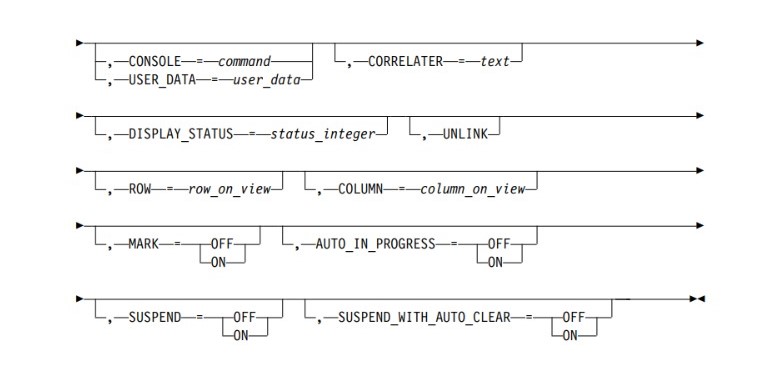 ,—CONSOLE—=—command ,—CORRELATER—=—text
,—USER_DATA—=—user_data
,—DISPLAY_STATUS—=—status_integer ,—UNLINK
,—ROW—=—row_on_view ,—COLUMN—=—column_on_view
,—MARK—=—OFF ,—AUTO_IN_PROGRESS—=—OFF
ON ON
,—SUSPEND—=—OFF ,—SUSPEND_WITH_AUTO_CLEAR—=—OFF
ON ON